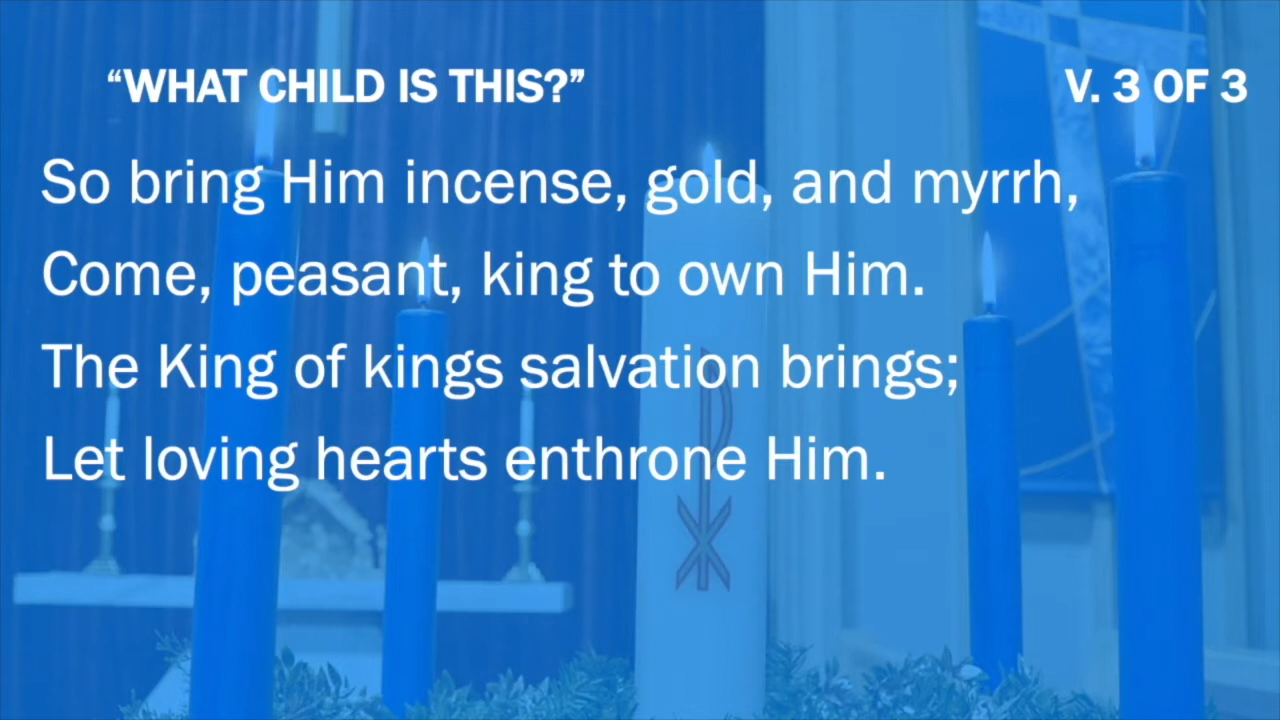 “WHAT CHILD IS THIS?” V. 3 OF 3
So bring Him incense, gold, and myrrh,
Come, peasant, king to own Him.
The King of kings salvation brings;
Let loving hearts enthrone Him.